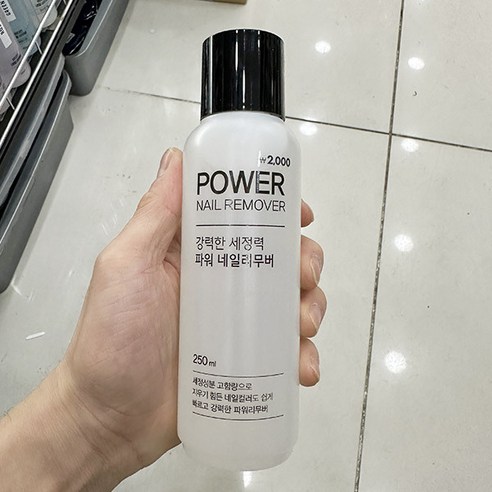 ₩2,000
POWER
NAIL REMOVER
강력한 세정력
파워 네일리무버
250ml
세정성분 고함량으로
지우기 힘든 네일컬러도 쉽게
빠르고 강력한 파워리무버